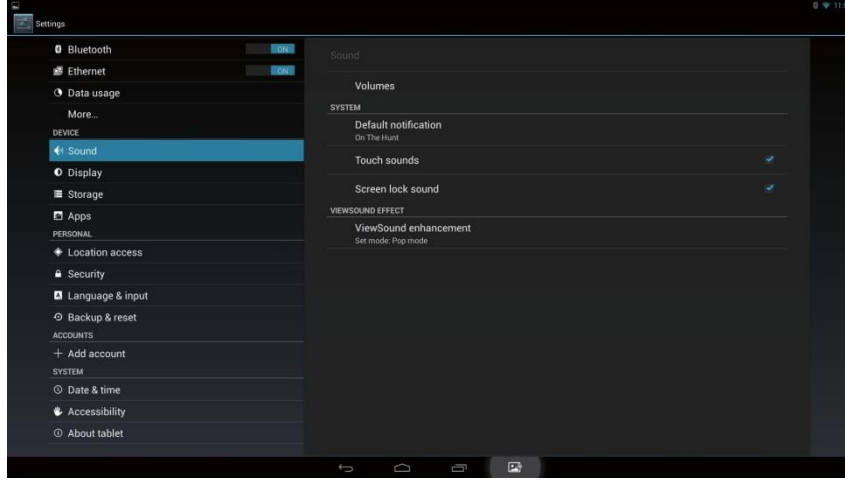 Settings
Bluetooth
ON
Ethernet
ON
Data usage
More...
DEVICE
Sound
Display
Storage
Apps
PERSONAL
Location access
Security
Language & input
Backup & reset
ACCOUNTS
Add account
SYSTEM
Date & time
Accessibility
About tablet
Sound
Volumes
SYSTEM
Default notification
On The Hunt
Touch sounds
Screen lock sound
VIEWSOUND EFFECT
ViewSound enhancement
Set mode: Pop mode